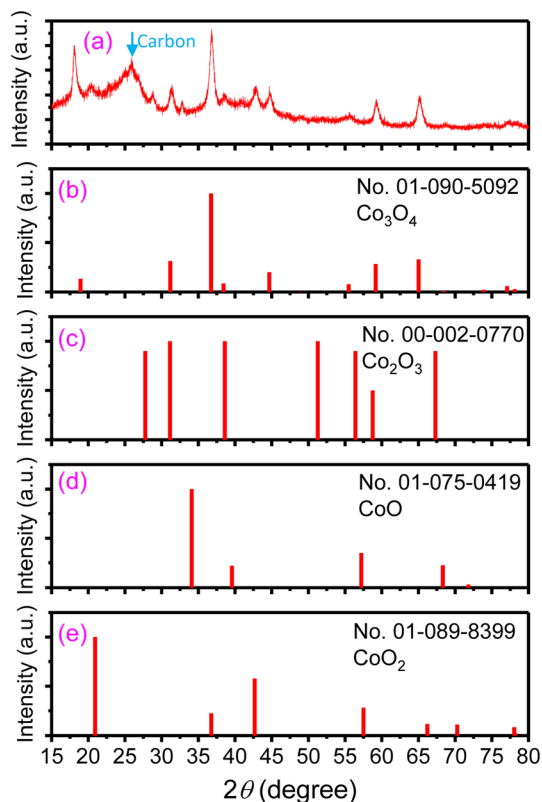 (a)
Carbon
Intensity (a.u.)
(b)
No. 01-090-5092
Co₃O₄
Intensity (a.u.)
(c)
No. 00-002-0770
Co₂O₃
Intensity (a.u.)
(d)
No. 01-075-0419
CoO
Intensity (a.u.)
(e)
No. 01-089-8399
CoO₂
Intensity (a.u.)
15 20 25 30 35 40 45 50 55 60 65 70 75 80
2θ (degree)